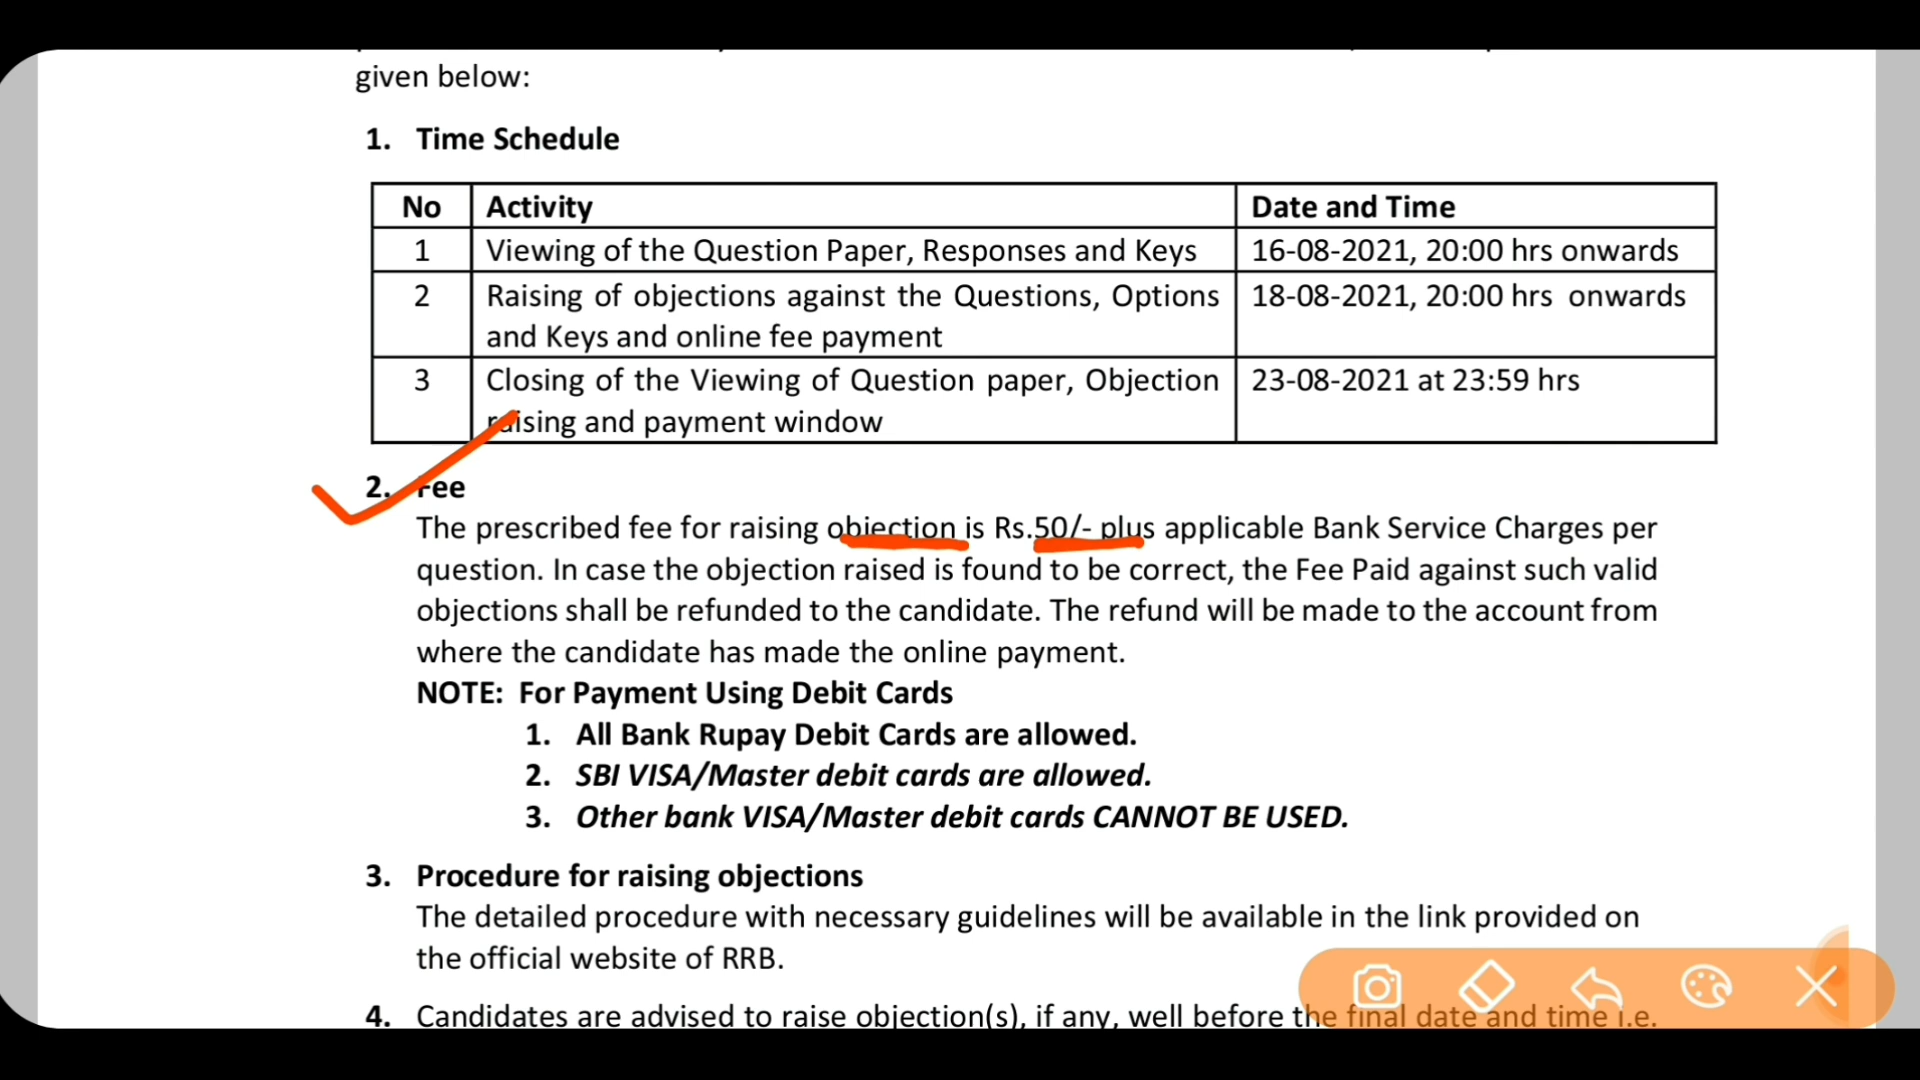 given below:
1. Time Schedule
No Activity Date and Time
1 Viewing of the Question Paper, Responses and Keys 16-08-2021, 20:00 hrs onwards
2 Raising of objections against the Questions, Options 18-08-2021, 20:00 hrs onwards
and Keys and online fee payment
3 Closing of the Viewing of Question paper, Objection 23-08-2021 at 23:59 hrs
raising and payment window
2. Fee
The prescribed fee for raising objection is Rs.50/- plus applicable Bank Service Charges per
question. In case the objection raised is found to be correct, the Fee Paid against such valid
objections shall be refunded to the candidate. The refund will be made to the account from
where the candidate has made the online payment.
NOTE: For Payment Using Debit Cards
1. All Bank Rupay Debit Cards are allowed.
2. SBI VISA/Master debit cards are allowed.
3. Other bank VISA/Master debit cards CANNOT BE USED.
3. Procedure for raising objections
The detailed procedure with necessary guidelines will be available in the link provided on
the official website of RRB.
4. Candidates are advised to raise objection(s), if any, well before the final date and time i.e.